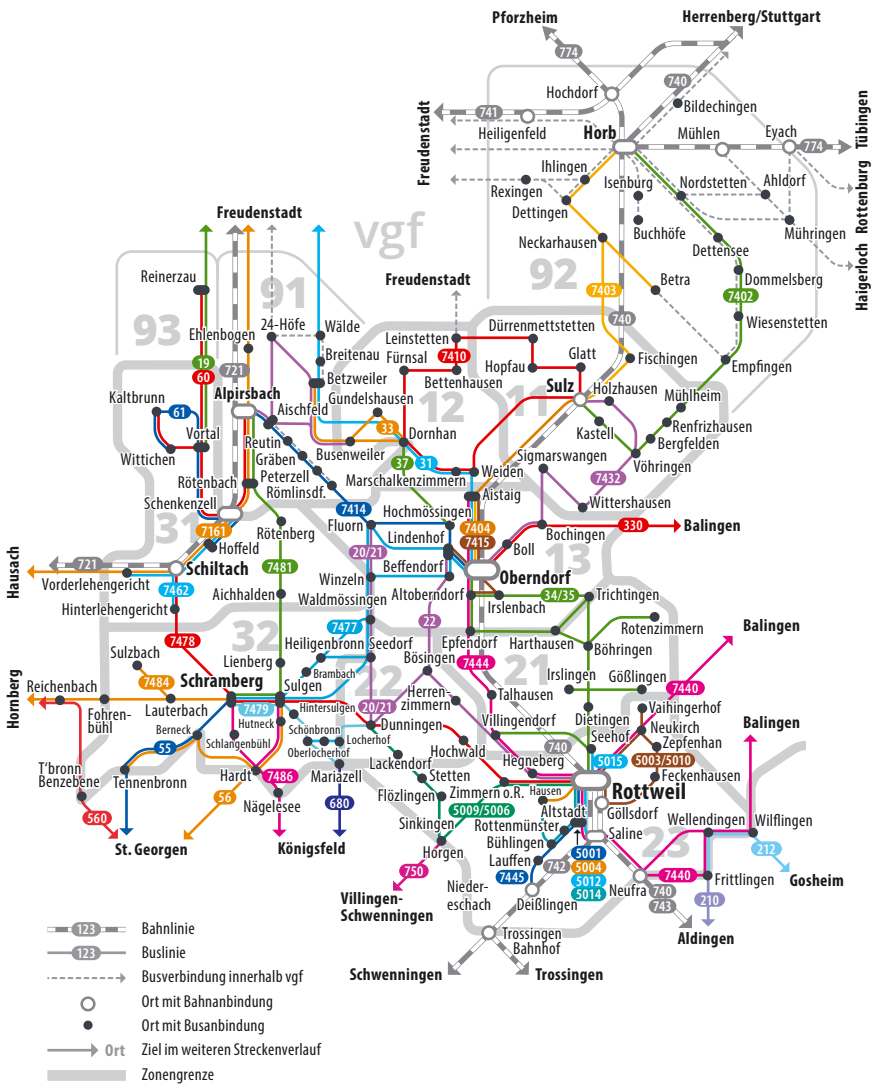 Pforzheim
Herrenberg/Stuttgart
774
740
Hochdorf
Bildechingen
741
Heiligenfeld
Horb
Mühlen
Eyach
774
Tübingen
Freudenstadt
Ihlingen
Rexingen
Isenburg
Nordstetten
Ahldorf
Rottenburg
Dettingen
Buchhöfe
Mühringen
Haigerloch
Freudenstadt
vgf
Neckarhausen
Dettensee
92
Reinerzau
91
Freudenstadt
Betra
Dommelsberg
7403
7402
93
24-Höfe
Wälde
Dürrenmettstetten
740
Wiesenstetten
Ehlenbogen
Leinstetten
Breitenau
Fürnsal
7410
Hopfau
Glatt
Fischingen
Empfingen
19
721
Betzweiler
Bettenhausen
60
Gundelshausen
Sulz
11
Holzhausen
Kaltbrunn
61
Alpirsbach
12
Mühlheim
Aischfeld
33
Dornhan
Renfrizhausen
Vortal
Reutin
Kastell
Bergfelden
Gräben
Busenweiler
37
31
Sigmarswangen
Wittichen
Peterzell
Weiden
7432
Vöhringen
Rötenbach
Römlinsdf.
Marschalkenzimmern
Aistaig
Wittershausen
Schenkenzell
7414
Hochmössingen
7404
31
7161
Fluorn
7415
Bochingen
330
Balingen
Rötenberg
Lindenhof
Hoffeld
20/21
Boll
13
Hausach
721
Schiltach
7481
Beffendorf
Oberndorf
Vorderlehengericht
Winzeln
7462
Aichhalden
Waldmössingen
Altoberndorf
34/35
Trichtingen
Hinterlehengericht
Irslenbach
22
Rotenzimmern
7477
7478
32
Heiligenbronn
Seedorf
Epfendorf
Harthausen
Balingen
Sulzbach
Lienberg
Bösingen
7444
Böhringen
Hornberg
Reichenbach
7484
Schramberg
Brambach
22
21
Irslingen
Gößlingen
7440
Sulgen
Herren-
zimmern
Talhausen
Lauterbach
7479
Hintersulgen
20/21
Vaihingerhof
Balingen
Fohren-
bühl
Hutneck
Dunningen
Villingendorf
Dietingen
Neukirch
Berneck
Schönbronn
Locherhof
740
Seehof
Zepfenhan
55
Schlangenbühl
Oberlocherhof
Hochwald
5015
5003/5010
Lackendorf
Hegneberg
T'bronn
Benzebene
Hardt
7486
Mariazell
Stetten
Feckenhausen
Tennenbronn
Zimmern o.R.
Hausen
Rottweil
Flözlingen
56
Nägelesee
680
5009/5006
Altstadt
Göllsdorf
560
Sinkingen
Rottenmünster
Saline
Wellendingen
Wilflingen
St. Georgen
Königsfeld
Bühlingen
23
Horgen
5001
212
Lauffen
742
5004
750
7445
5012
7440
Gosheim
Villingen-
Schwenningen
Nieder-
eschach
5014
Neufra
Frittlingen
Deißlingen
740
210
743
Trossingen
Bahnhof
Aldingen
Schwenningen
Trossingen
123 Bahnlinie
123 Buslinie
Busverbindung innerhalb vgf
Ort mit Bahnanbindung
Ort mit Busanbindung
Ort Ziel im weiteren Streckenverlauf
Zonengrenze